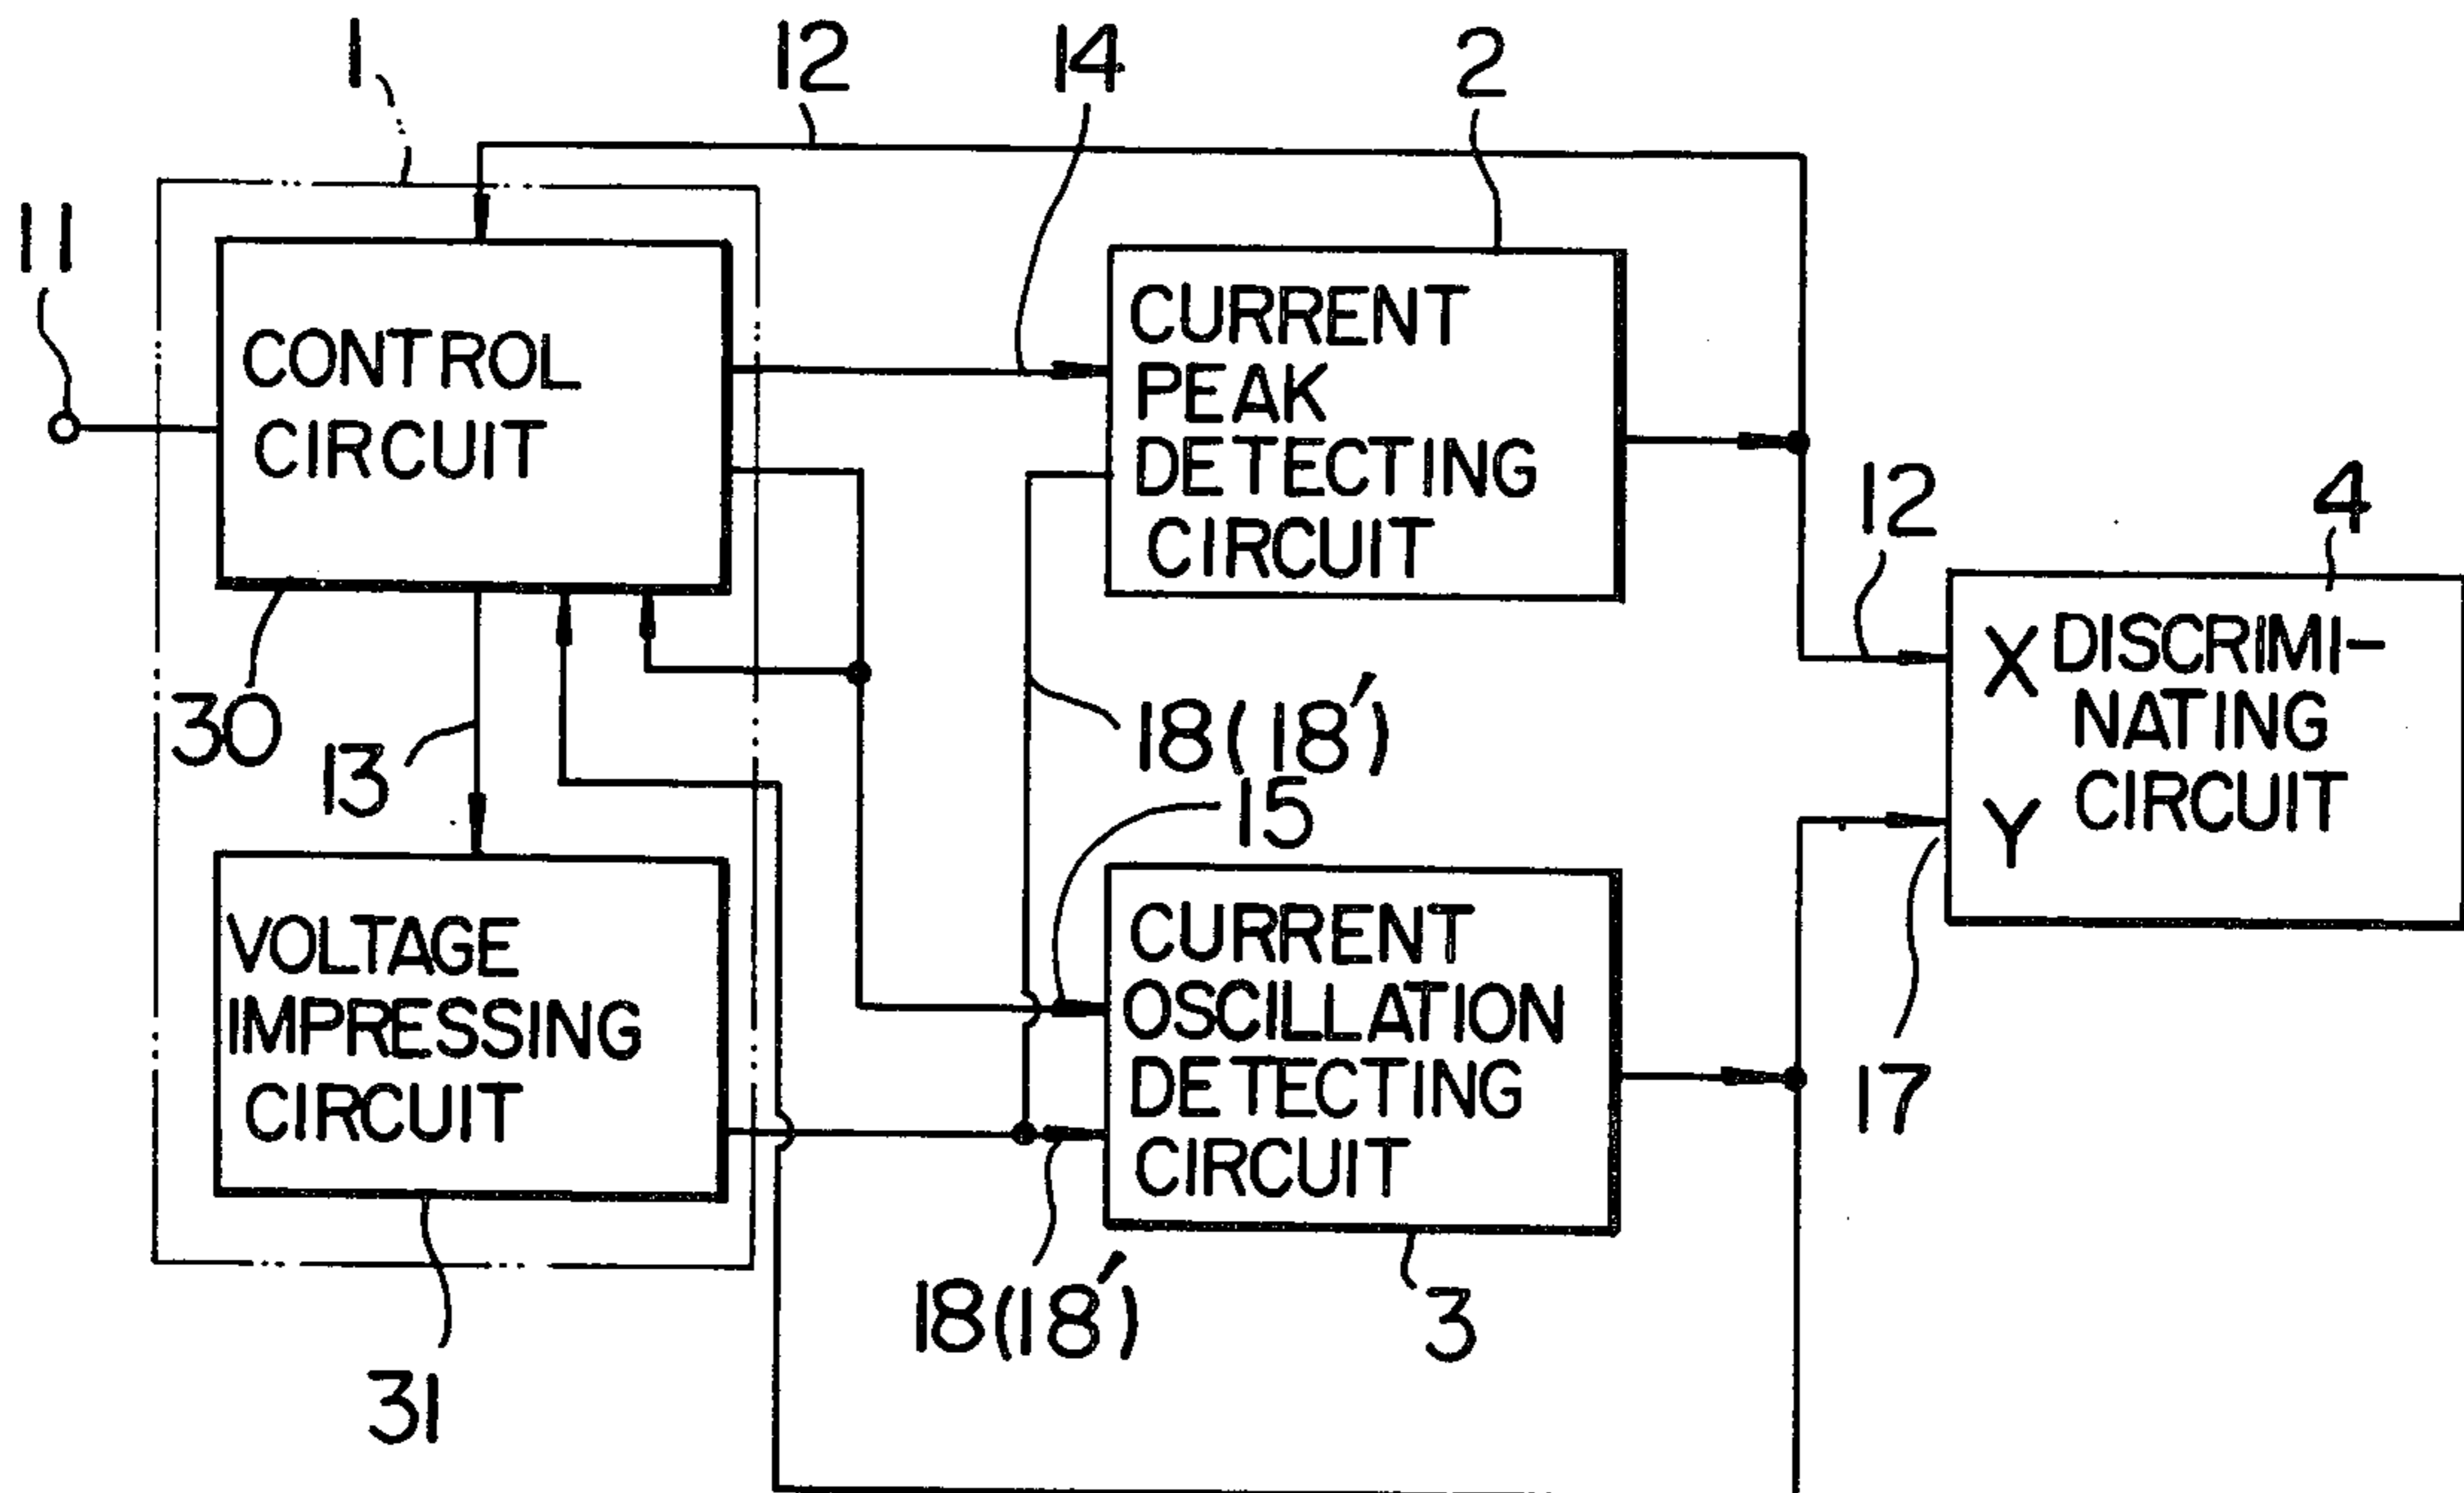 1
12
14
2
11
CONTROL
CIRCUIT
CURRENT
PEAK
DETECTING
CIRCUIT
12
4
X DISCRIMI-
NATING
Y CIRCUIT
30
13
18(18′)
15
VOLTAGE
IMPRESSING
CIRCUIT
CURRENT
OSCILLATION
DETECTING
CIRCUIT
17
18(18′)
3
31